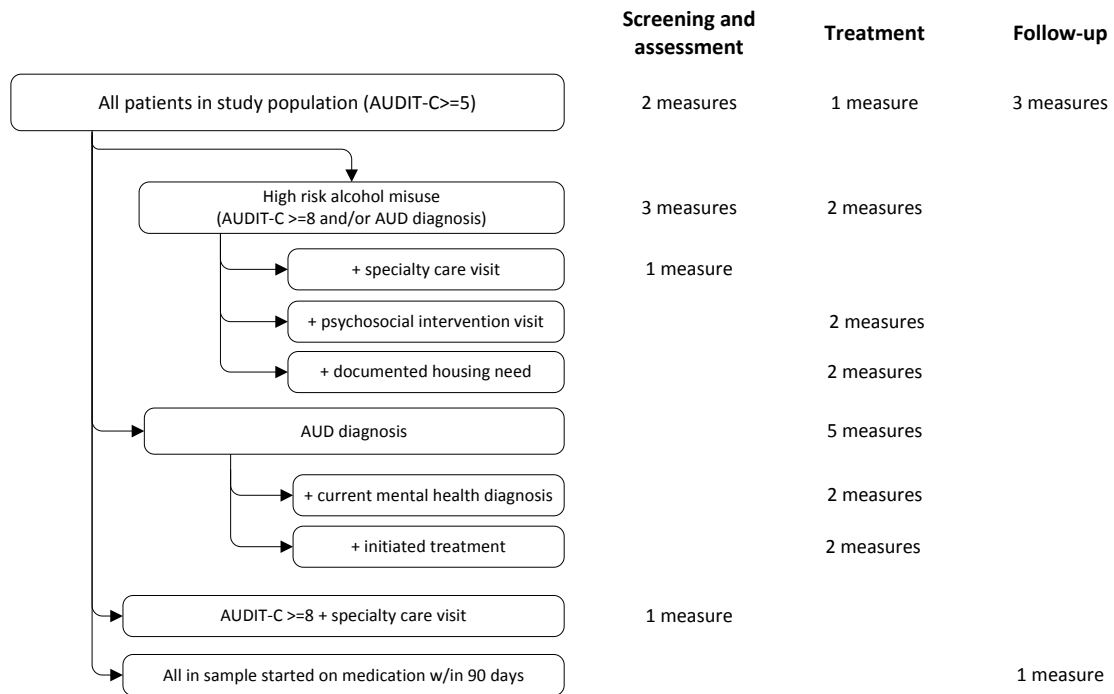 Screening and
assessment
Treatment
Follow-up
All patients in study population (AUDIT-C>=5)
2 measures
1 measure
3 measures
High risk alcohol misuse
(AUDIT-C >=8 and/or AUD diagnosis)
3 measures
2 measures
+ specialty care visit
1 measure
+ psychosocial intervention visit
2 measures
+ documented housing need
2 measures
AUD diagnosis
5 measures
+ current mental health diagnosis
2 measures
+ initiated treatment
2 measures
AUDIT-C >=8 + specialty care visit
1 measure
All in sample started on medication w/in 90 days
1 measure